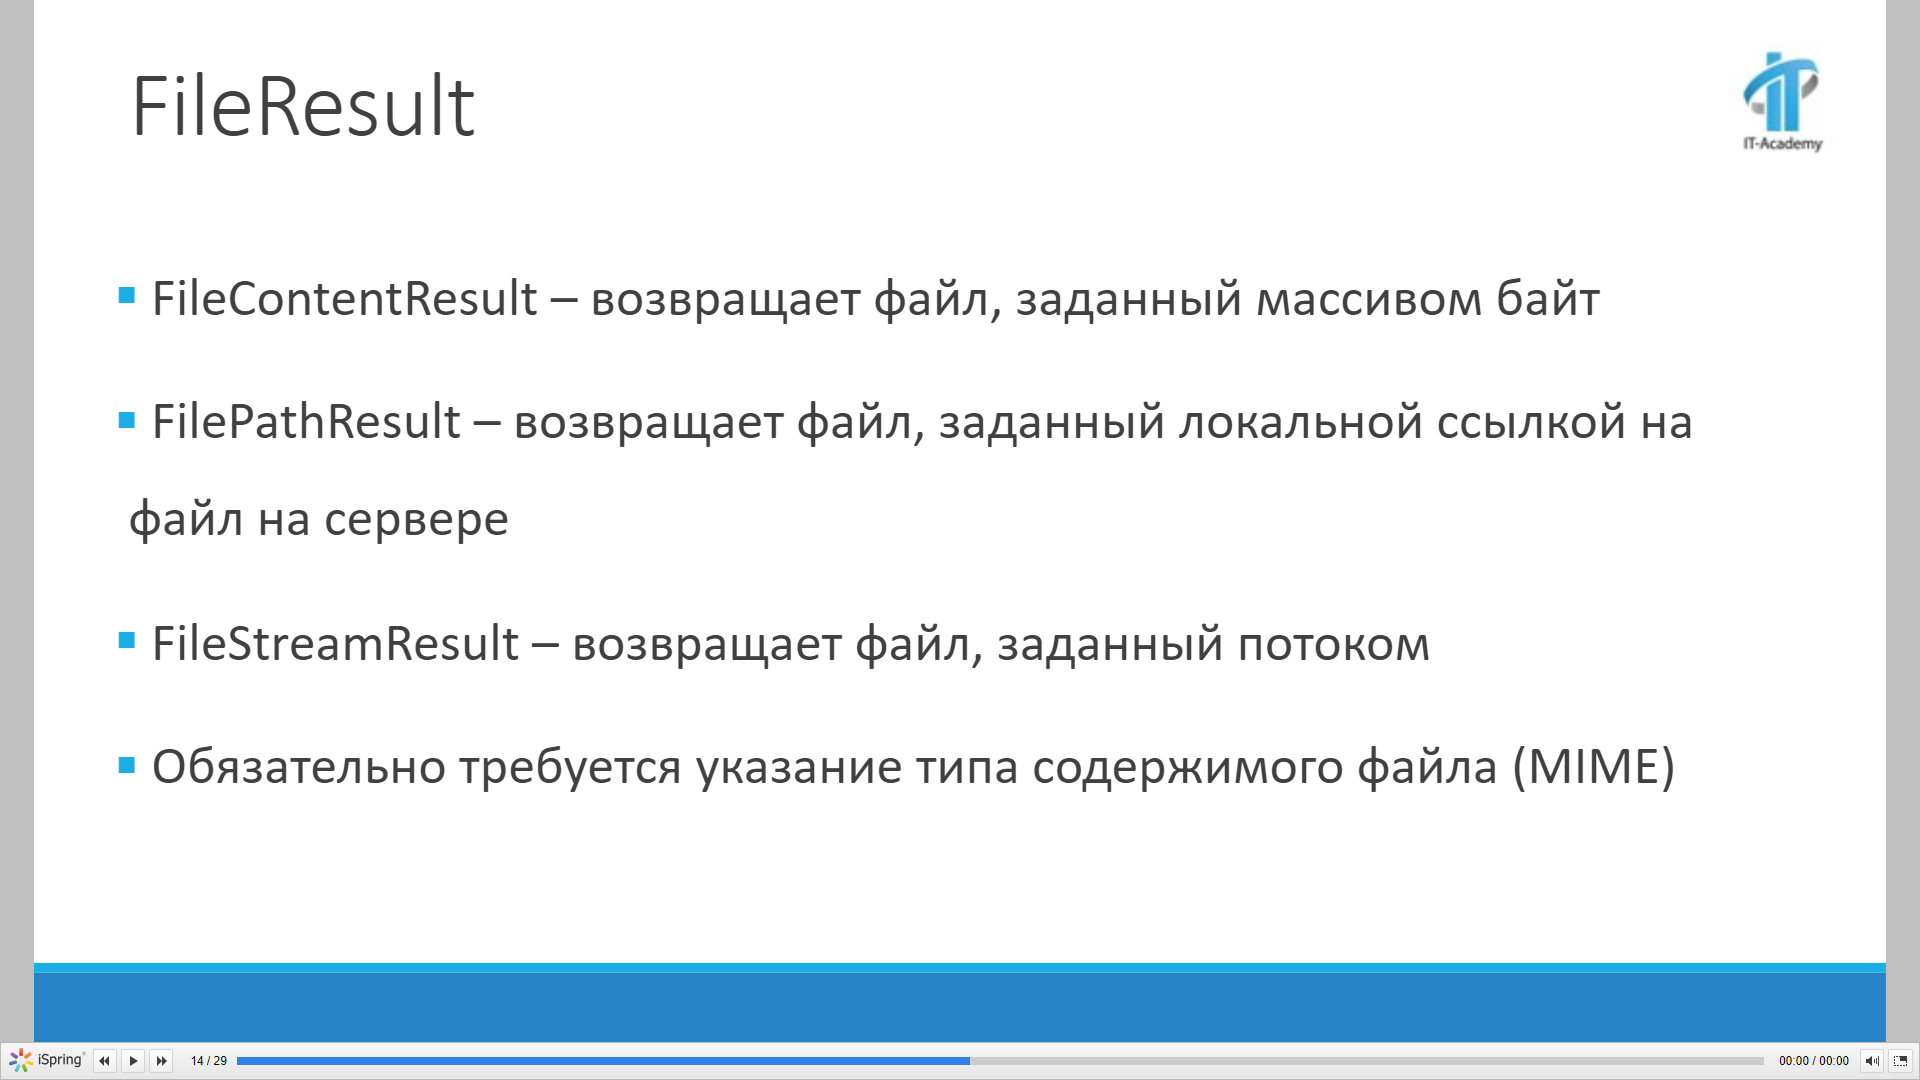 FileResult
IT-Academy
FileContentResult – возвращает файл, заданный массивом байт
FilePathResult – возвращает файл, заданный локальной ссылкой на
файл на сервере
FileStreamResult – возвращает файл, заданный потоком
Обязательно требуется указание типа содержимого файла (MIME)
iSpring 14 / 29 00:00 / 00:00